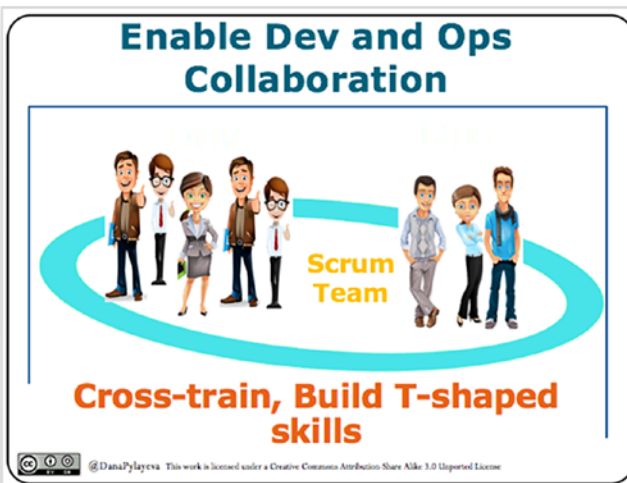 Enable Dev and Ops
Collaboration
Scrum
Team
Cross-train, Build T-shaped
skills
@DanaPylayeva This work is licensed under a Creative Commons Attribution-Share Alike 3.0 Unported License